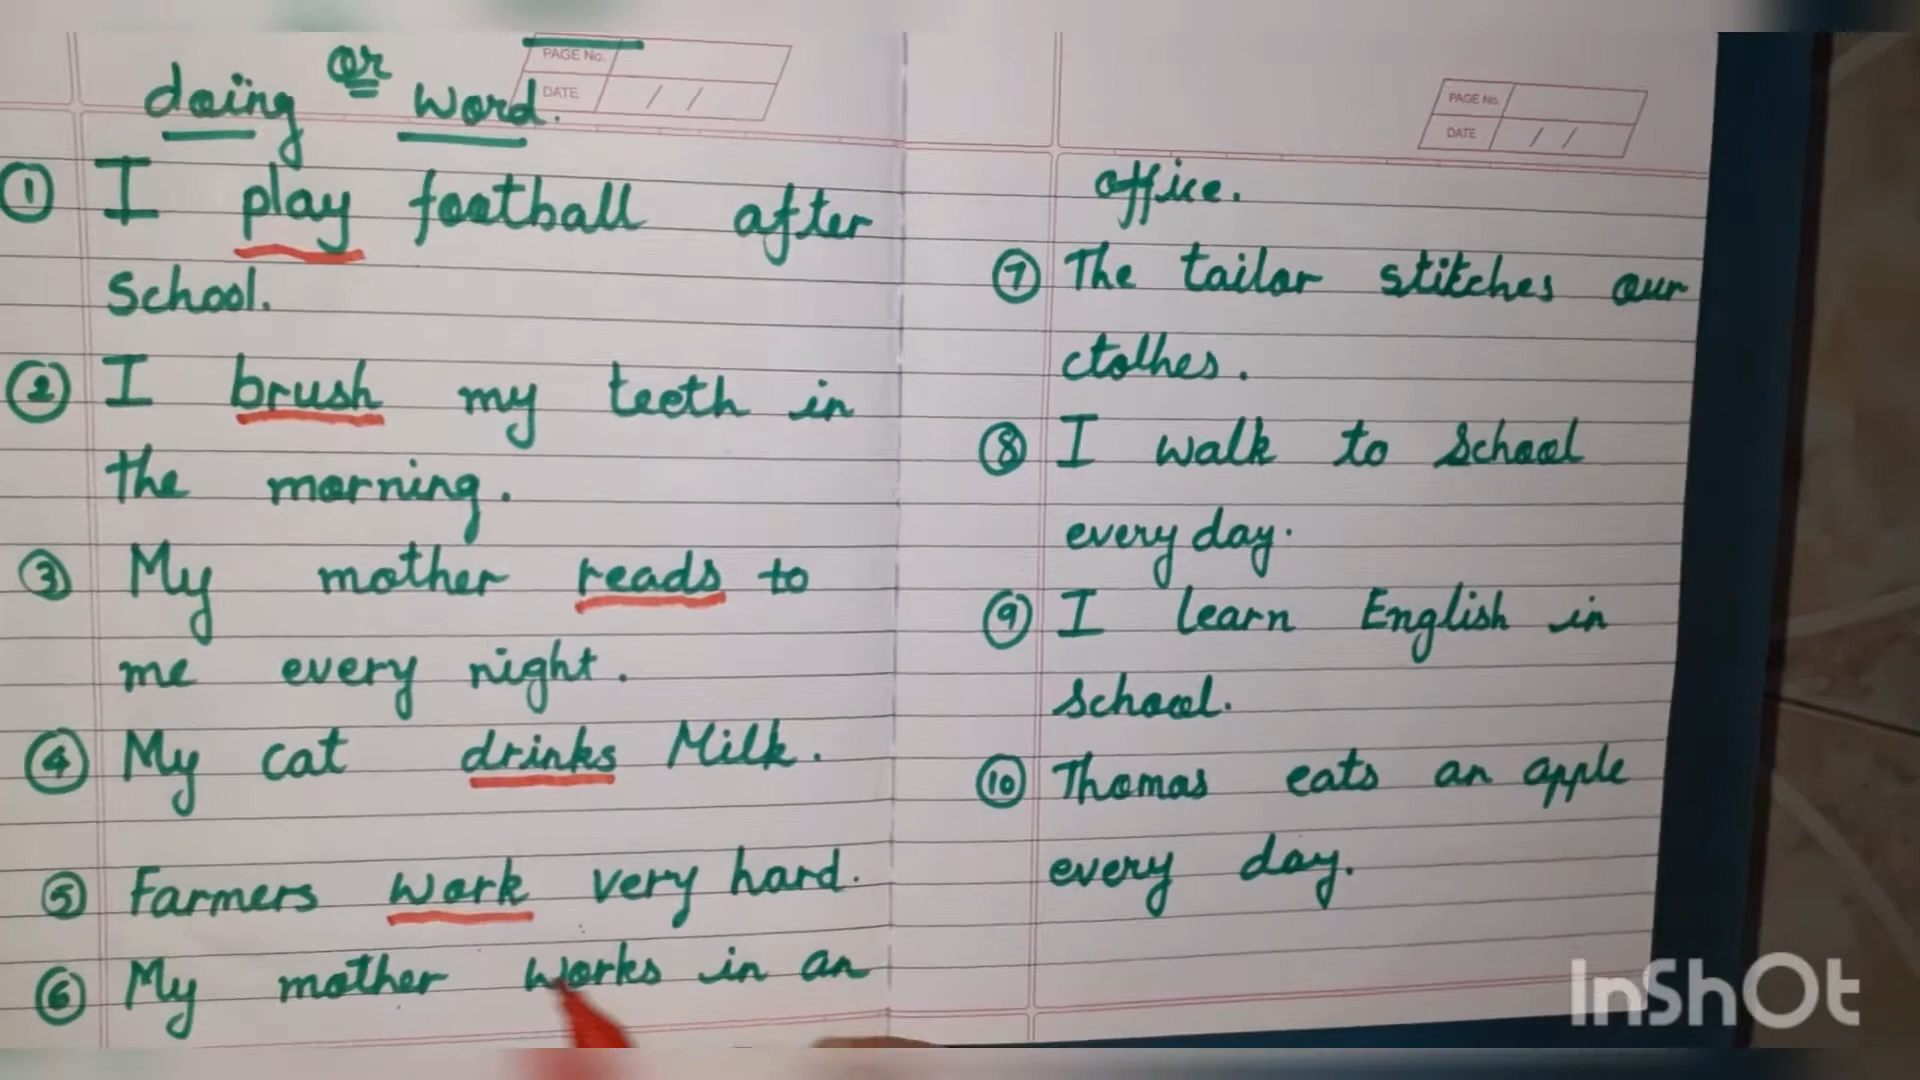 or
doing word.
PAGE No.
DATE / /
① I play football after
school.
② I brush my teeth in
the morning.
③ My mother reads to
me every night.
④ My cat drinks Milk.
⑤ Farmers work very hard.
⑥ My mother works in an
PAGE No.
DATE / /
office.
⑦ The tailor stitches our
ctolhes.
⑧ I walk to school
every day.
⑨ I learn English in
school.
⑩ Thomas eats an apple
every day.
InShOt